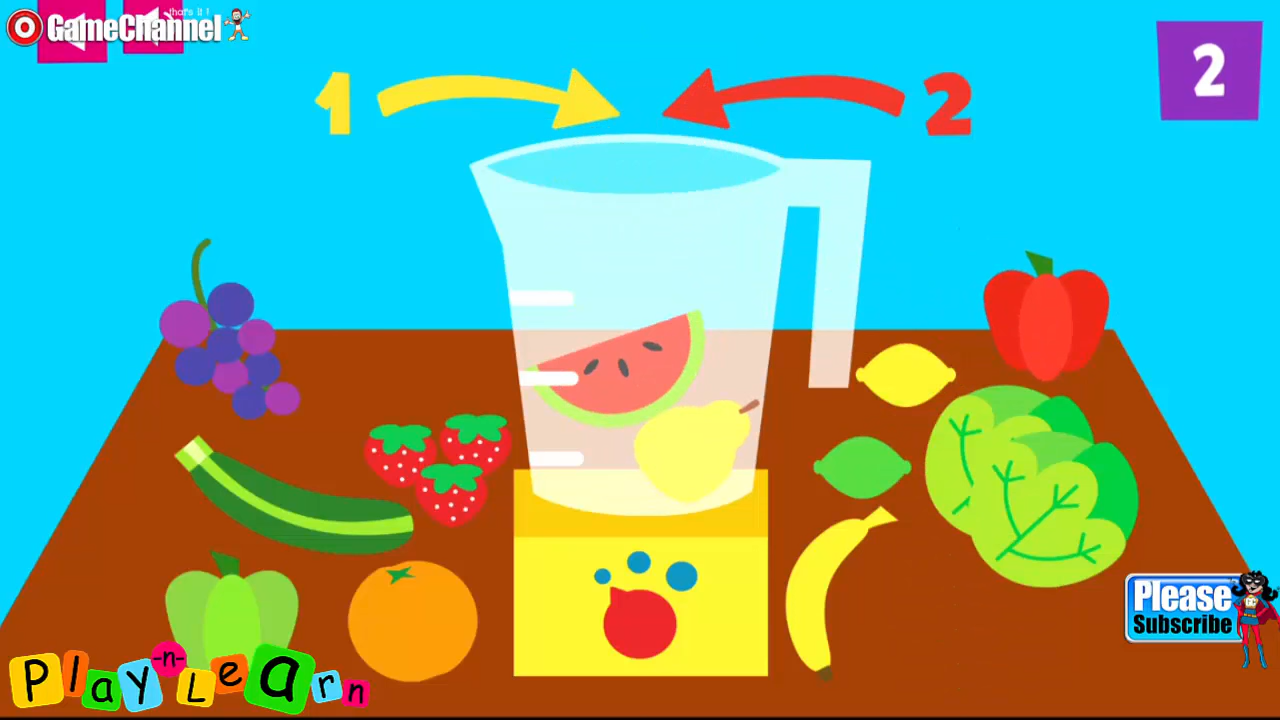 that's it !
GameChannel
1
2
2
Please
Subscribe
Play-n-Learn